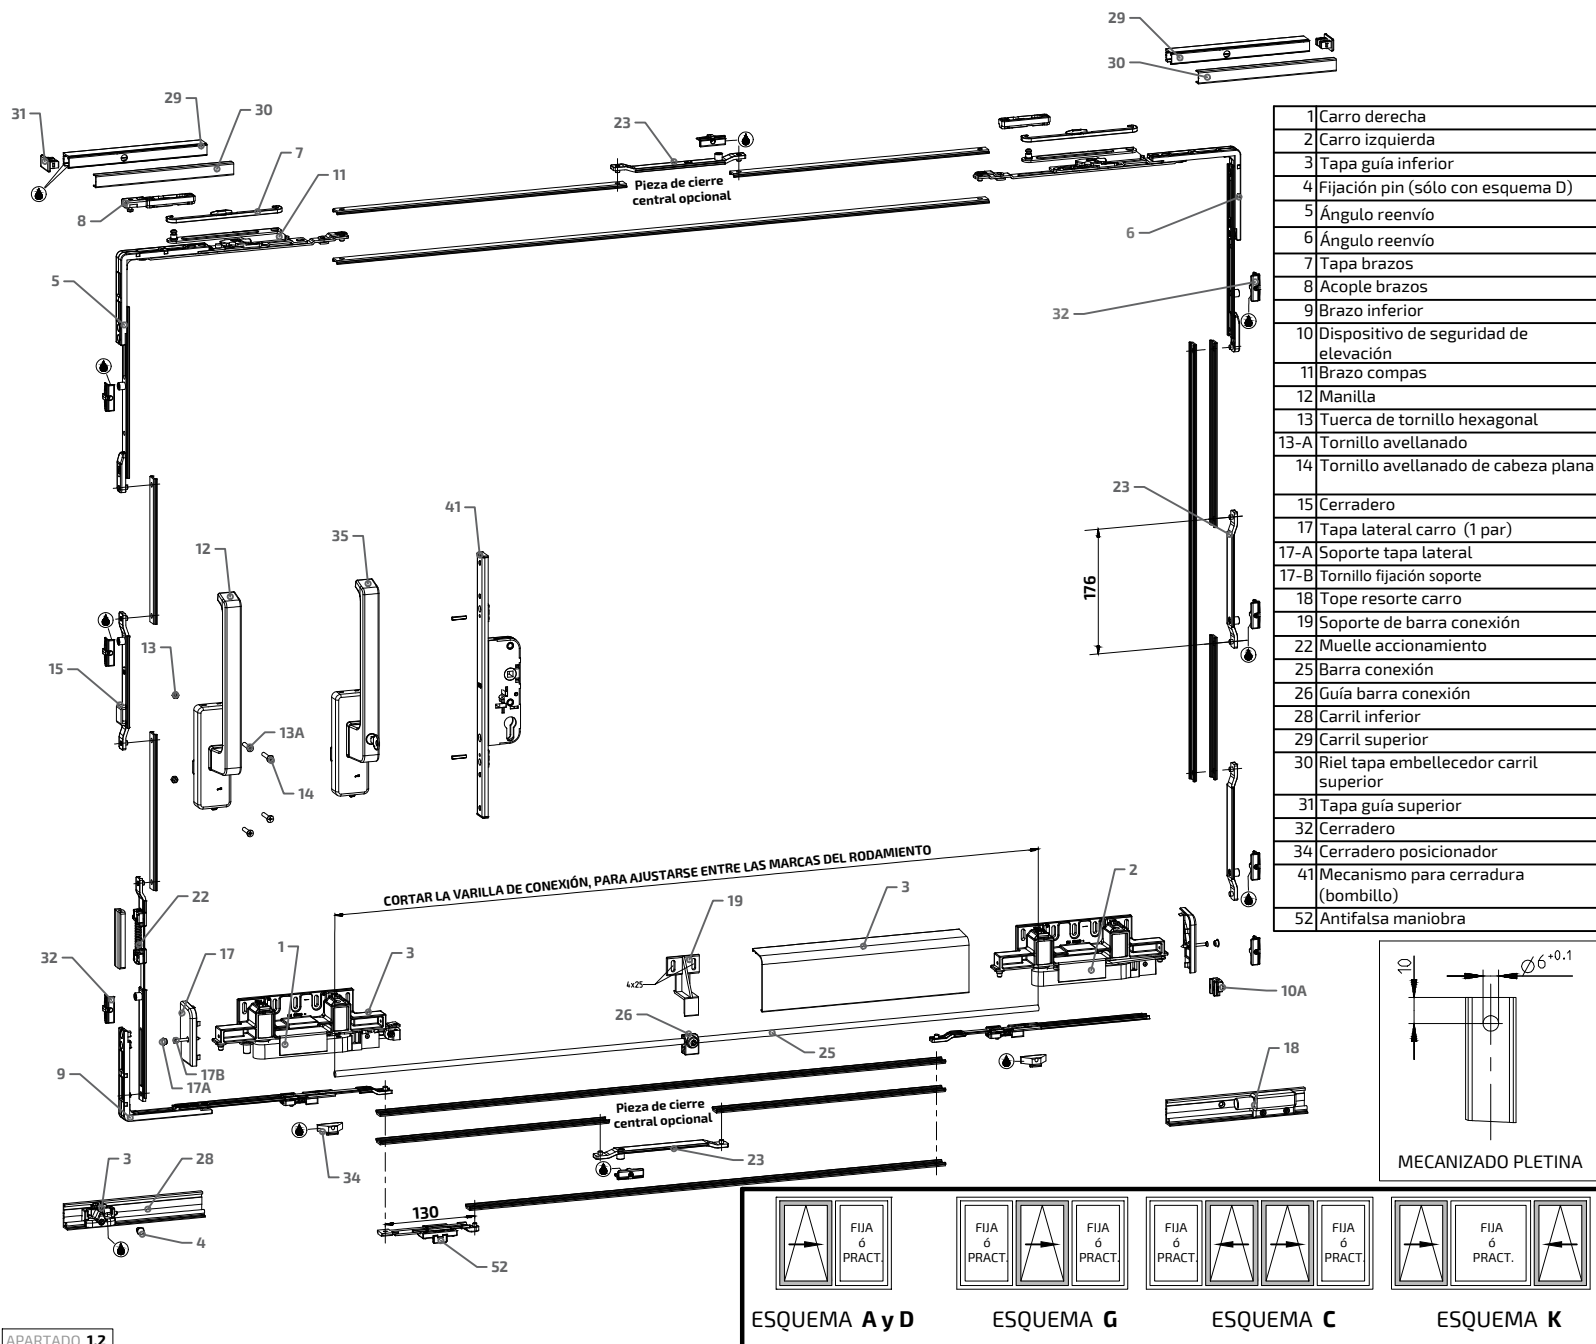 29
30
31
29
30
23
7
11
8
Pieza de cierre
central opcional
6
5
32
1 Carro derecha
2 Carro izquierda
3 Tapa guía inferior
4 Fijación pin (sólo con esquema D)
5 Ángulo reenvío
6 Ángulo reenvío
7 Tapa brazos
8 Acople brazos
9 Brazo inferior
10 Dispositivo de seguridad de
elevación
11 Brazo compas
12 Manilla
13 Tuerca de tornillo hexagonal
13-A Tornillo avellanado
14 Tornillo avellanado de cabeza plana
15 Cerradero
17 Tapa lateral carro (1 par)
17-A Soporte tapa lateral
17-B Tornillo fijación soporte
18 Tope resorte carro
19 Soporte de barra conexión
22 Muelle accionamiento
25 Barra conexión
26 Guía barra conexión
28 Carril inferior
29 Carril superior
30 Riel tapa embellecedor carril
superior
31 Tapa guía superior
32 Cerradero
34 Cerradero posicionador
41 Mecanismo para cerradura
(bombillo)
52 Antifalsa maniobra
23
41
35
12
176
15
13
13A
14
CORTAR LA VARILLA DE CONEXIÓN, PARA AJUSTARSE ENTRE LAS MARCAS DEL RODAMIENTO
22
19
3
2
32
17
1
3
4x25
10A
26
25
17B
17A
9
18
Pieza de cierre
central opcional
34
23
3
28
4
130
52
10
Ø6+0.1
MECANIZADO PLETINA
FIJA
ó
PRACT.
FIJA
ó
PRACT.
FIJA
ó
PRACT.
FIJA
ó
PRACT.
FIJA
ó
PRACT.
FIJA
ó
PRACT.
ESQUEMA A y D
ESQUEMA G
ESQUEMA C
ESQUEMA K
APARTADO 1.2